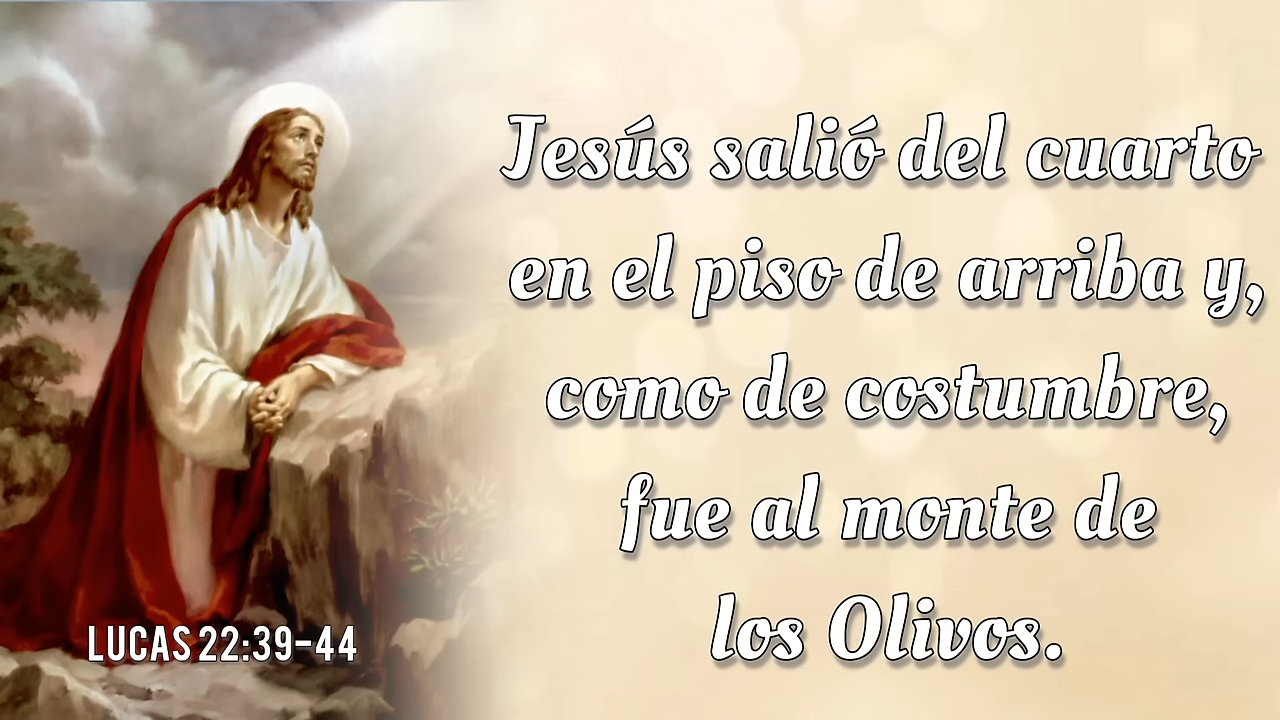 Jesús salió del cuarto
en el piso de arriba y,
como de costumbre,
fue al monte de
los Olivos.
LUCAS 22:39-44